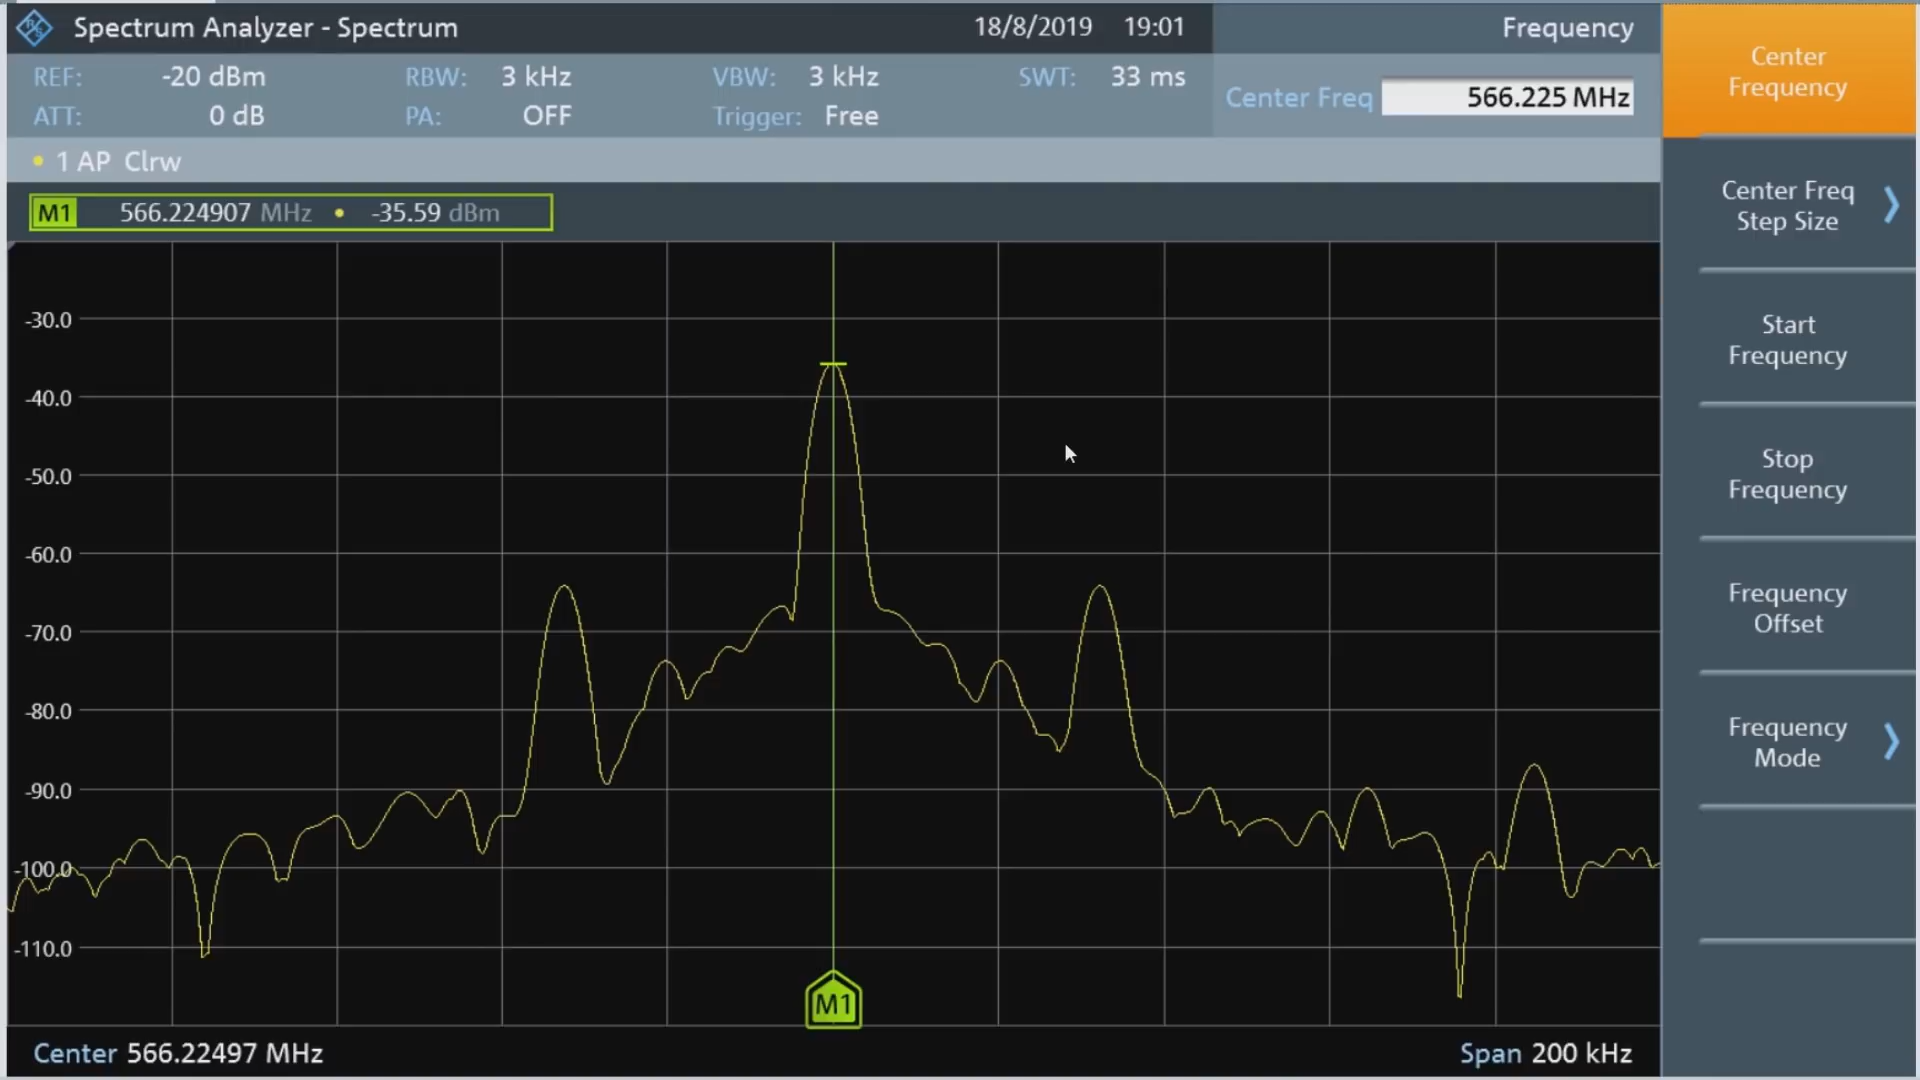 Spectrum Analyzer - Spectrum 18/8/2019 19:01 Frequency
REF: -20 dBm RBW: 3 kHz VBW: 3 kHz SWT: 33 ms
ATT: 0 dB PA: OFF Trigger: Free
Center Freq 566.225 MHz
1 AP Clrw
M1 566.224907 MHz -35.59 dBm
-30.0
-40.0
-50.0
-60.0
-70.0
-80.0
-90.0
-100.0
-110.0
M1
Center 566.22497 MHz Span 200 kHz
Center
Frequency
Center Freq
Step Size
Start
Frequency
Stop
Frequency
Frequency
Offset
Frequency
Mode